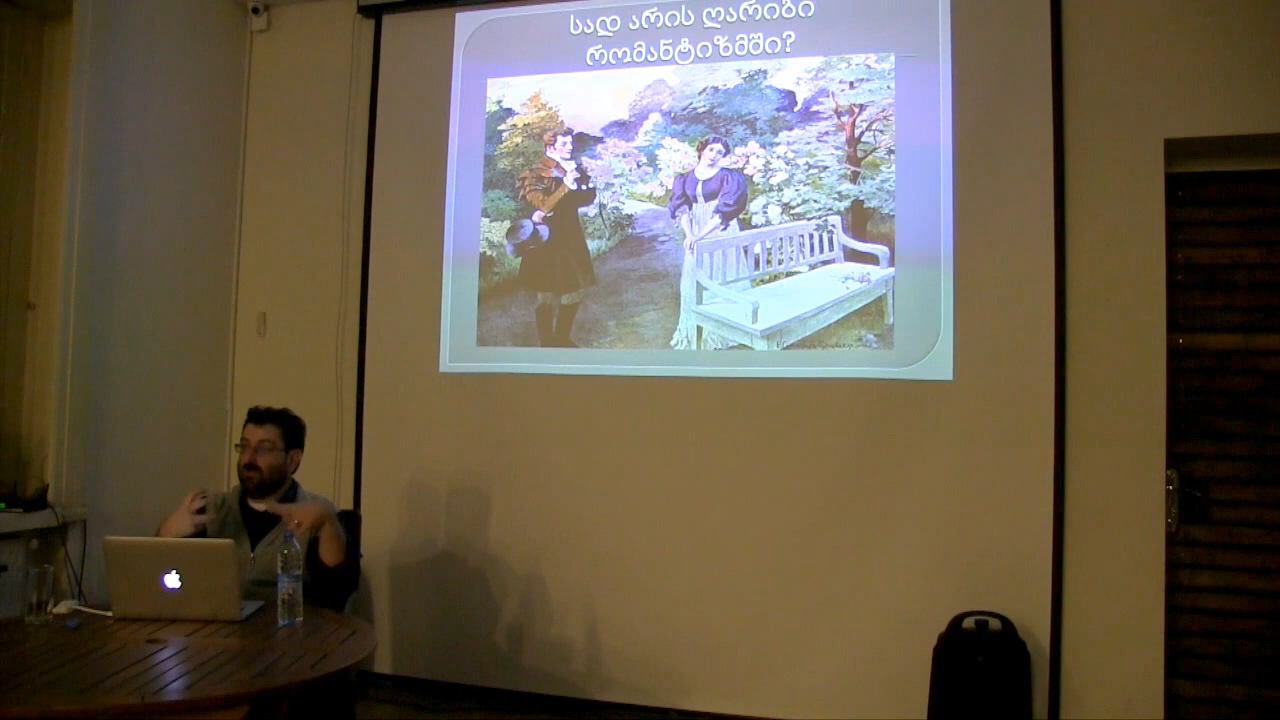 სად არის ღარიბი
რომანტიზმში?